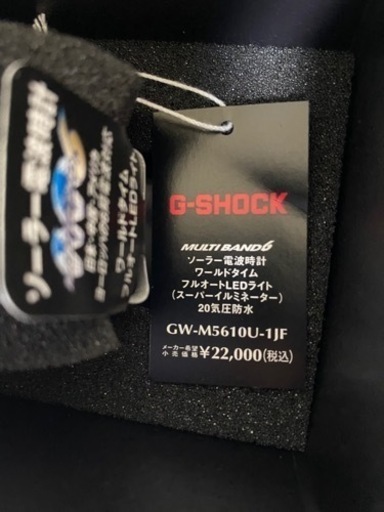 ソーラー電波時計
ワールドタイム
フルオートLEDライト
G-SHOCK
MULTI BAND 6
ソーラー電波時計
ワールドタイム
フルオートLEDライト
(スーパーイルミネーター)
20気圧防水
GW-M5610U-1JF
メーカー希望
小売価格 ¥22,000(税込)